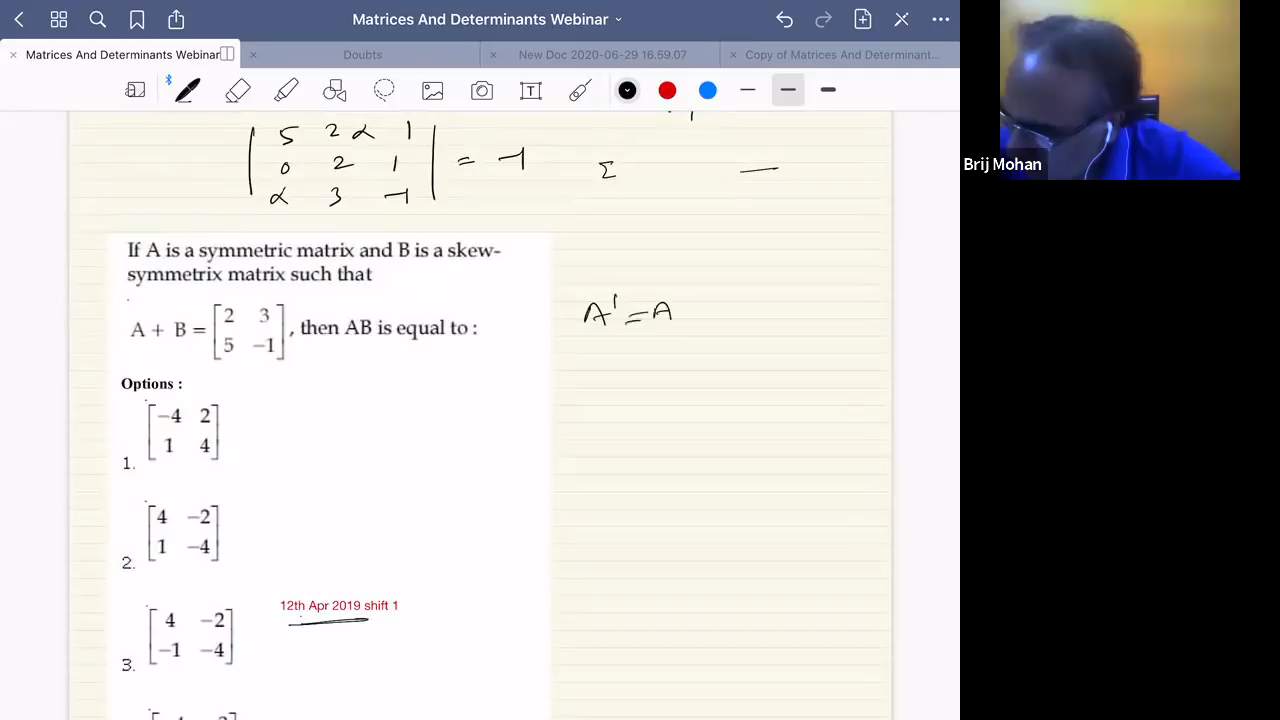 Matrices And Determinants Webinar
Matrices And Determinants Webinar
Doubts
New Doc 2020-06-29 16.59.07
Copy of Matrices And Determinant...
T
5 2α 1
0 2 1
α 3 -1
= -1
Σ
Brij Mohan
If A is a symmetric matrix and B is a skew-
symmetrix matrix such that
A + B = [2 3
5 −1], then AB is equal to :
A' = A
Options :
[−4 2
1 4]
1.
[4 −2
1 −4]
2.
12th Apr 2019 shift 1
[4 −2
−1 −4]
3.